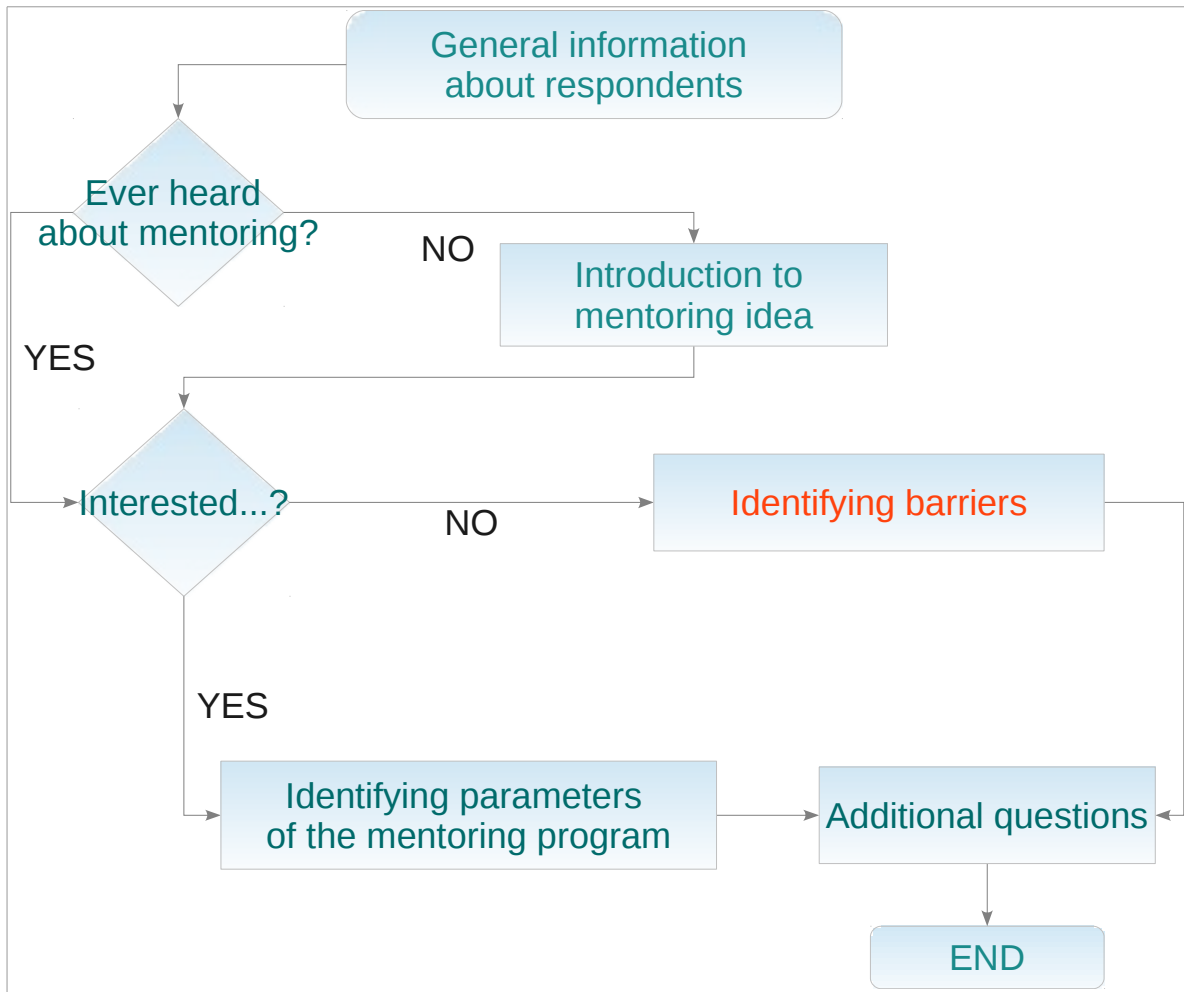 General information
about respondents
Ever heard
about mentoring?
NO
Introduction to
mentoring idea
YES
Interested...?
NO
Identifying barriers
YES
Identifying parameters
of the mentoring program
Additional questions
END